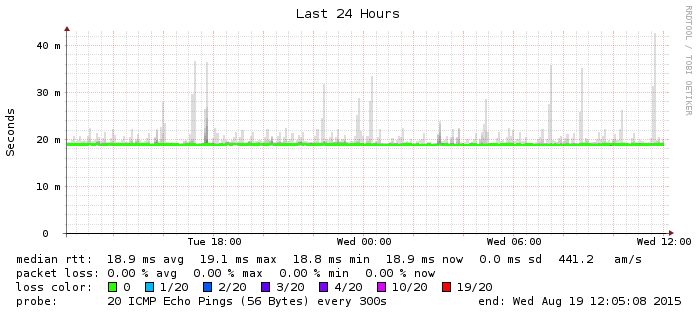 Last 24 Hours
RRDTOOL / TOBI OETIKER
Seconds
40 m
30 m
20 m
10 m
0
Tue 18:00 Wed 00:00 Wed 06:00 Wed 12:00
median rtt: 18.9 ms avg 19.1 ms max 18.8 ms min 18.9 ms now 0.0 ms sd 441.2 am/s
packet loss: 0.00 % avg 0.00 % max 0.00 % min 0.00 % now
loss color: 0 1/20 2/20 3/20 4/20 10/20 19/20
probe: 20 ICMP Echo Pings (56 Bytes) every 300s end: Wed Aug 19 12:05:08 2015